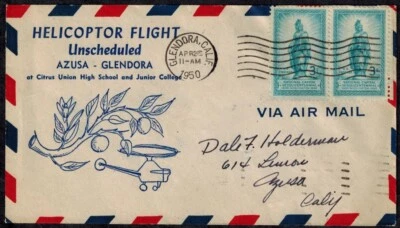 HELICOPTOR FLIGHT
Unscheduled
AZUSA - GLENDORA
at Citrus Union High School and Junior College
GLENDORA, CALIF.
11-AM
1950
3¢
3¢
VIA AIR MAIL
Dale F. Holderman
614 Lemon
Azusa
Calif